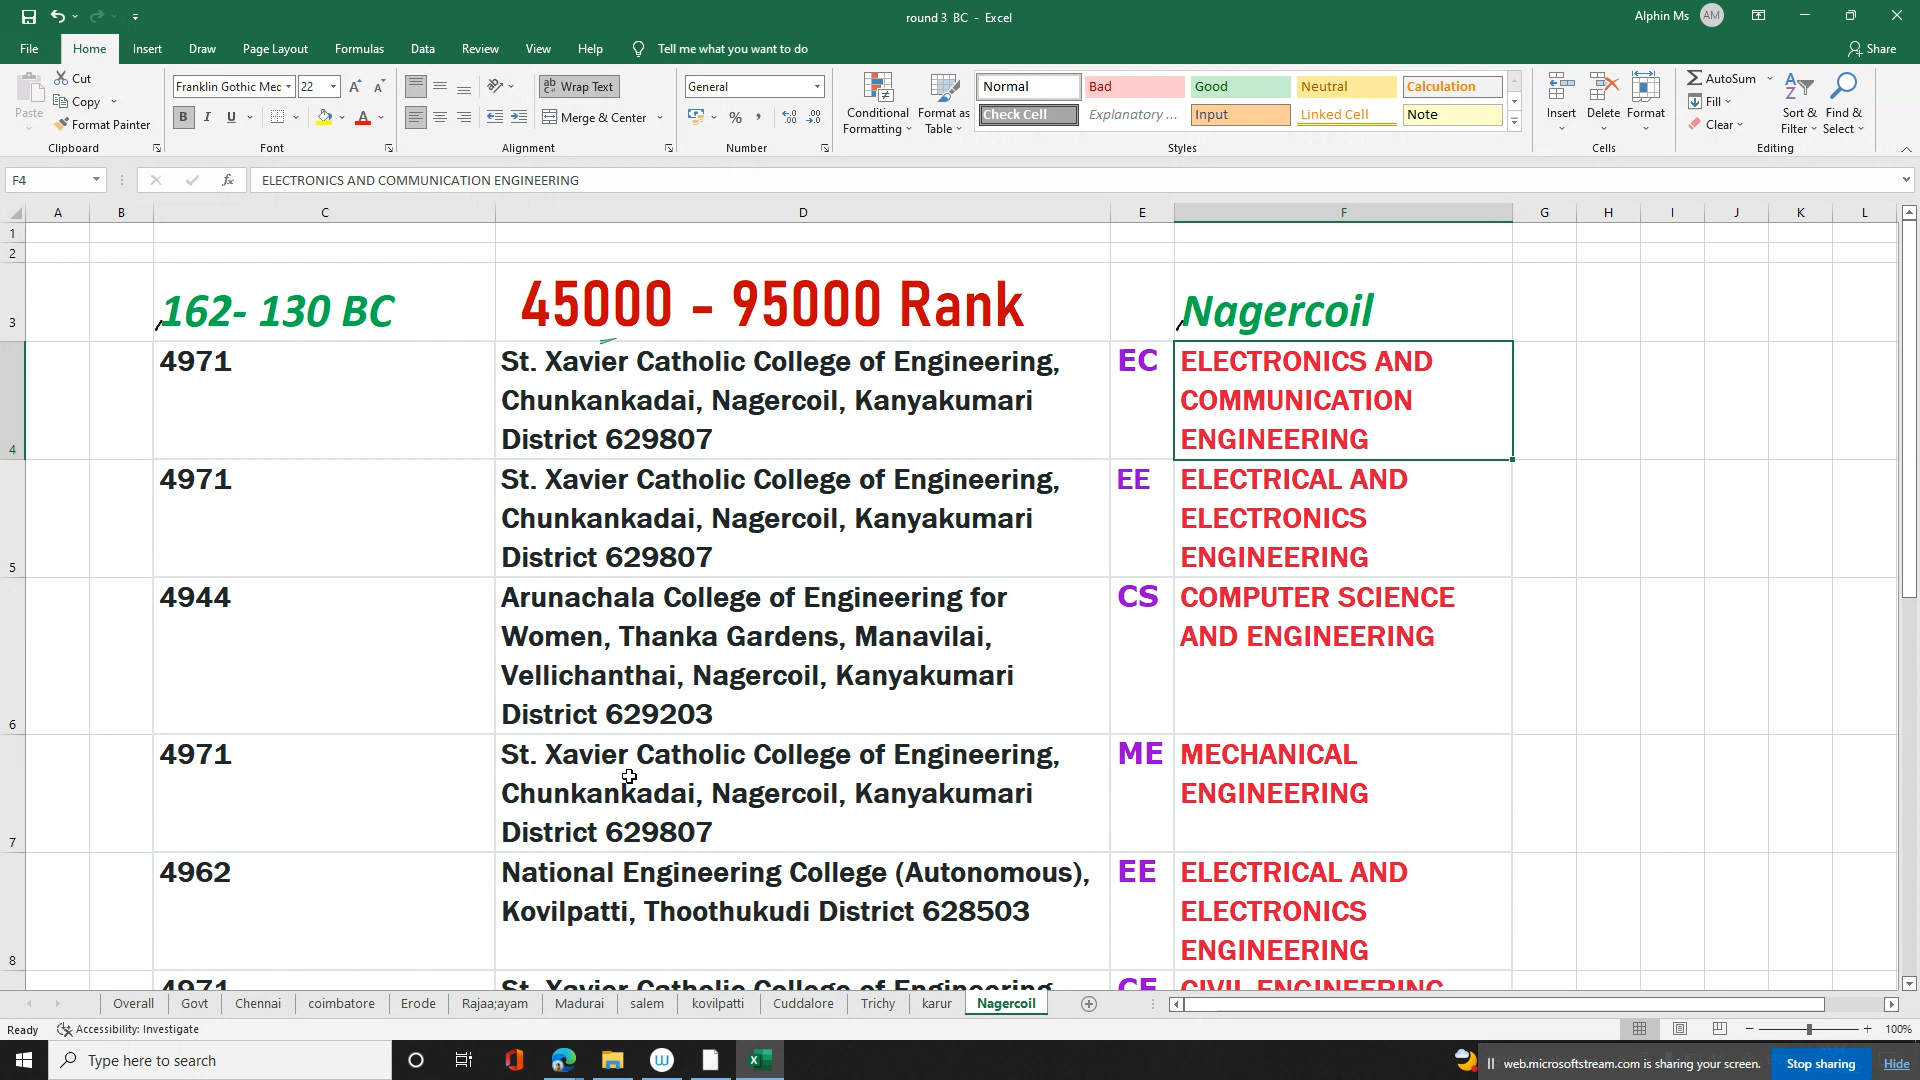 round 3 BC - Excel
Alphin Ms
AM
File
Home
Insert
Draw
Page Layout
Formulas
Data
Review
View
Help
Tell me what you want to do
Share
Paste
Cut
Copy
Format Painter
Clipboard
Franklin Gothic Mec
22
B
I
U
Font
Wrap Text
Merge & Center
Alignment
General
Number
Conditional
Formatting
Format as
Table
Normal
Bad
Good
Neutral
Calculation
Check Cell
Explanatory ...
Input
Linked Cell
Note
Styles
Insert
Delete
Format
Cells
AutoSum
Fill
Clear
Sort &
Filter
Find &
Select
Editing
F4
fx
ELECTRONICS AND COMMUNICATION ENGINEERING
A B C D E F G H I J K L
1
2
3
162- 130 BC
45000 - 95000 Rank
Nagercoil
4
4971
St. Xavier Catholic College of Engineering,
Chunkankadai, Nagercoil, Kanyakumari
District 629807
EC
ELECTRONICS AND
COMMUNICATION
ENGINEERING
5
4971
St. Xavier Catholic College of Engineering,
Chunkankadai, Nagercoil, Kanyakumari
District 629807
EE
ELECTRICAL AND
ELECTRONICS
ENGINEERING
6
4944
Arunachala College of Engineering for
Women, Thanka Gardens, Manavilai,
Vellichanthai, Nagercoil, Kanyakumari
District 629203
CS
COMPUTER SCIENCE
AND ENGINEERING
7
4971
St. Xavier Catholic College of Engineering,
Chunkankadai, Nagercoil, Kanyakumari
District 629807
ME
MECHANICAL
ENGINEERING
8
4962
National Engineering College (Autonomous),
Kovilpatti, Thoothukudi District 628503
EE
ELECTRICAL AND
ELECTRONICS
ENGINEERING
4971
St. Xavier Catholic College of Engineering,
CE
CIVIL ENGINEERING
Overall
Govt
Chennai
coimbatore
Erode
Rajaa;ayam
Madurai
salem
kovilpatti
Cuddalore
Trichy
karur
Nagercoil
Ready
Accessibility: Investigate
100%
Type here to search
web.microsoftstream.com is sharing your screen.
Stop sharing
Hide